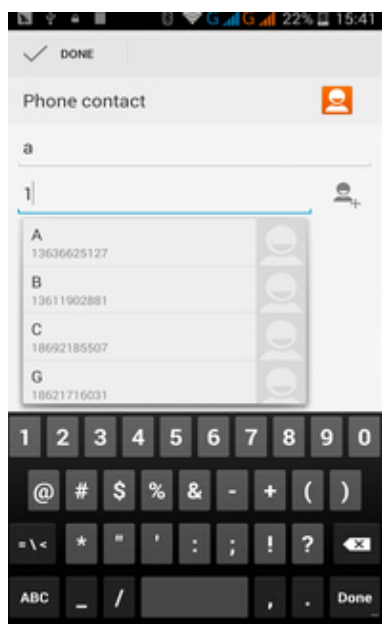 G G 22% 15:41
DONE
Phone contact
a
1
A
13636625127
B
13611902881
C
18692185507
G
18621716031
1 2 3 4 5 6 7 8 9 0
@ # $ % & - + ( )
= \ < * " ' : ; ! ?
ABC _ / , . Done